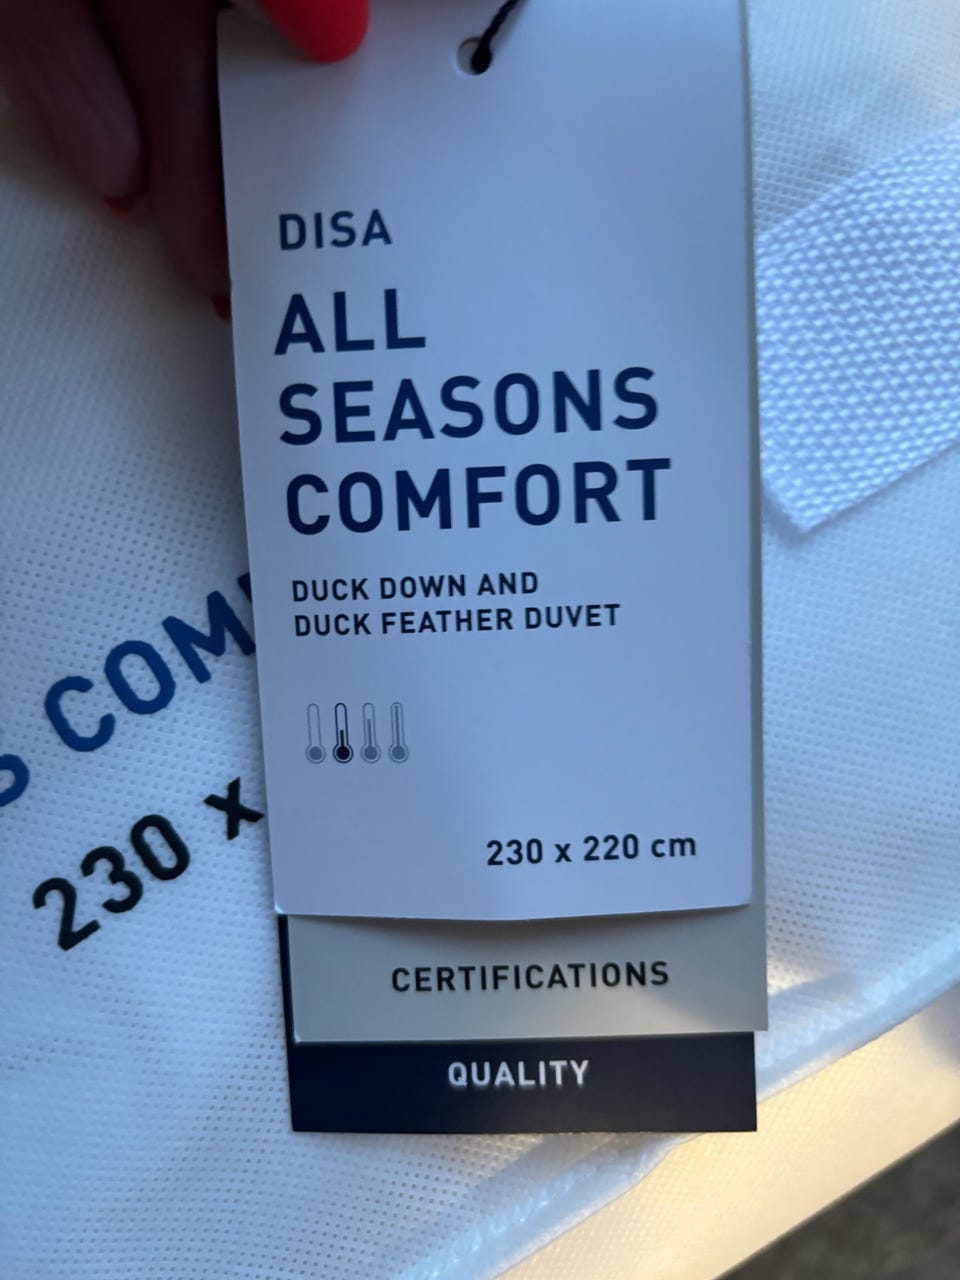 DISA
ALL
SEASONS
COMFORT
DUCK DOWN AND
DUCK FEATHER DUVET
230 x 220 cm
CERTIFICATIONS
QUALITY
S COM
230 x